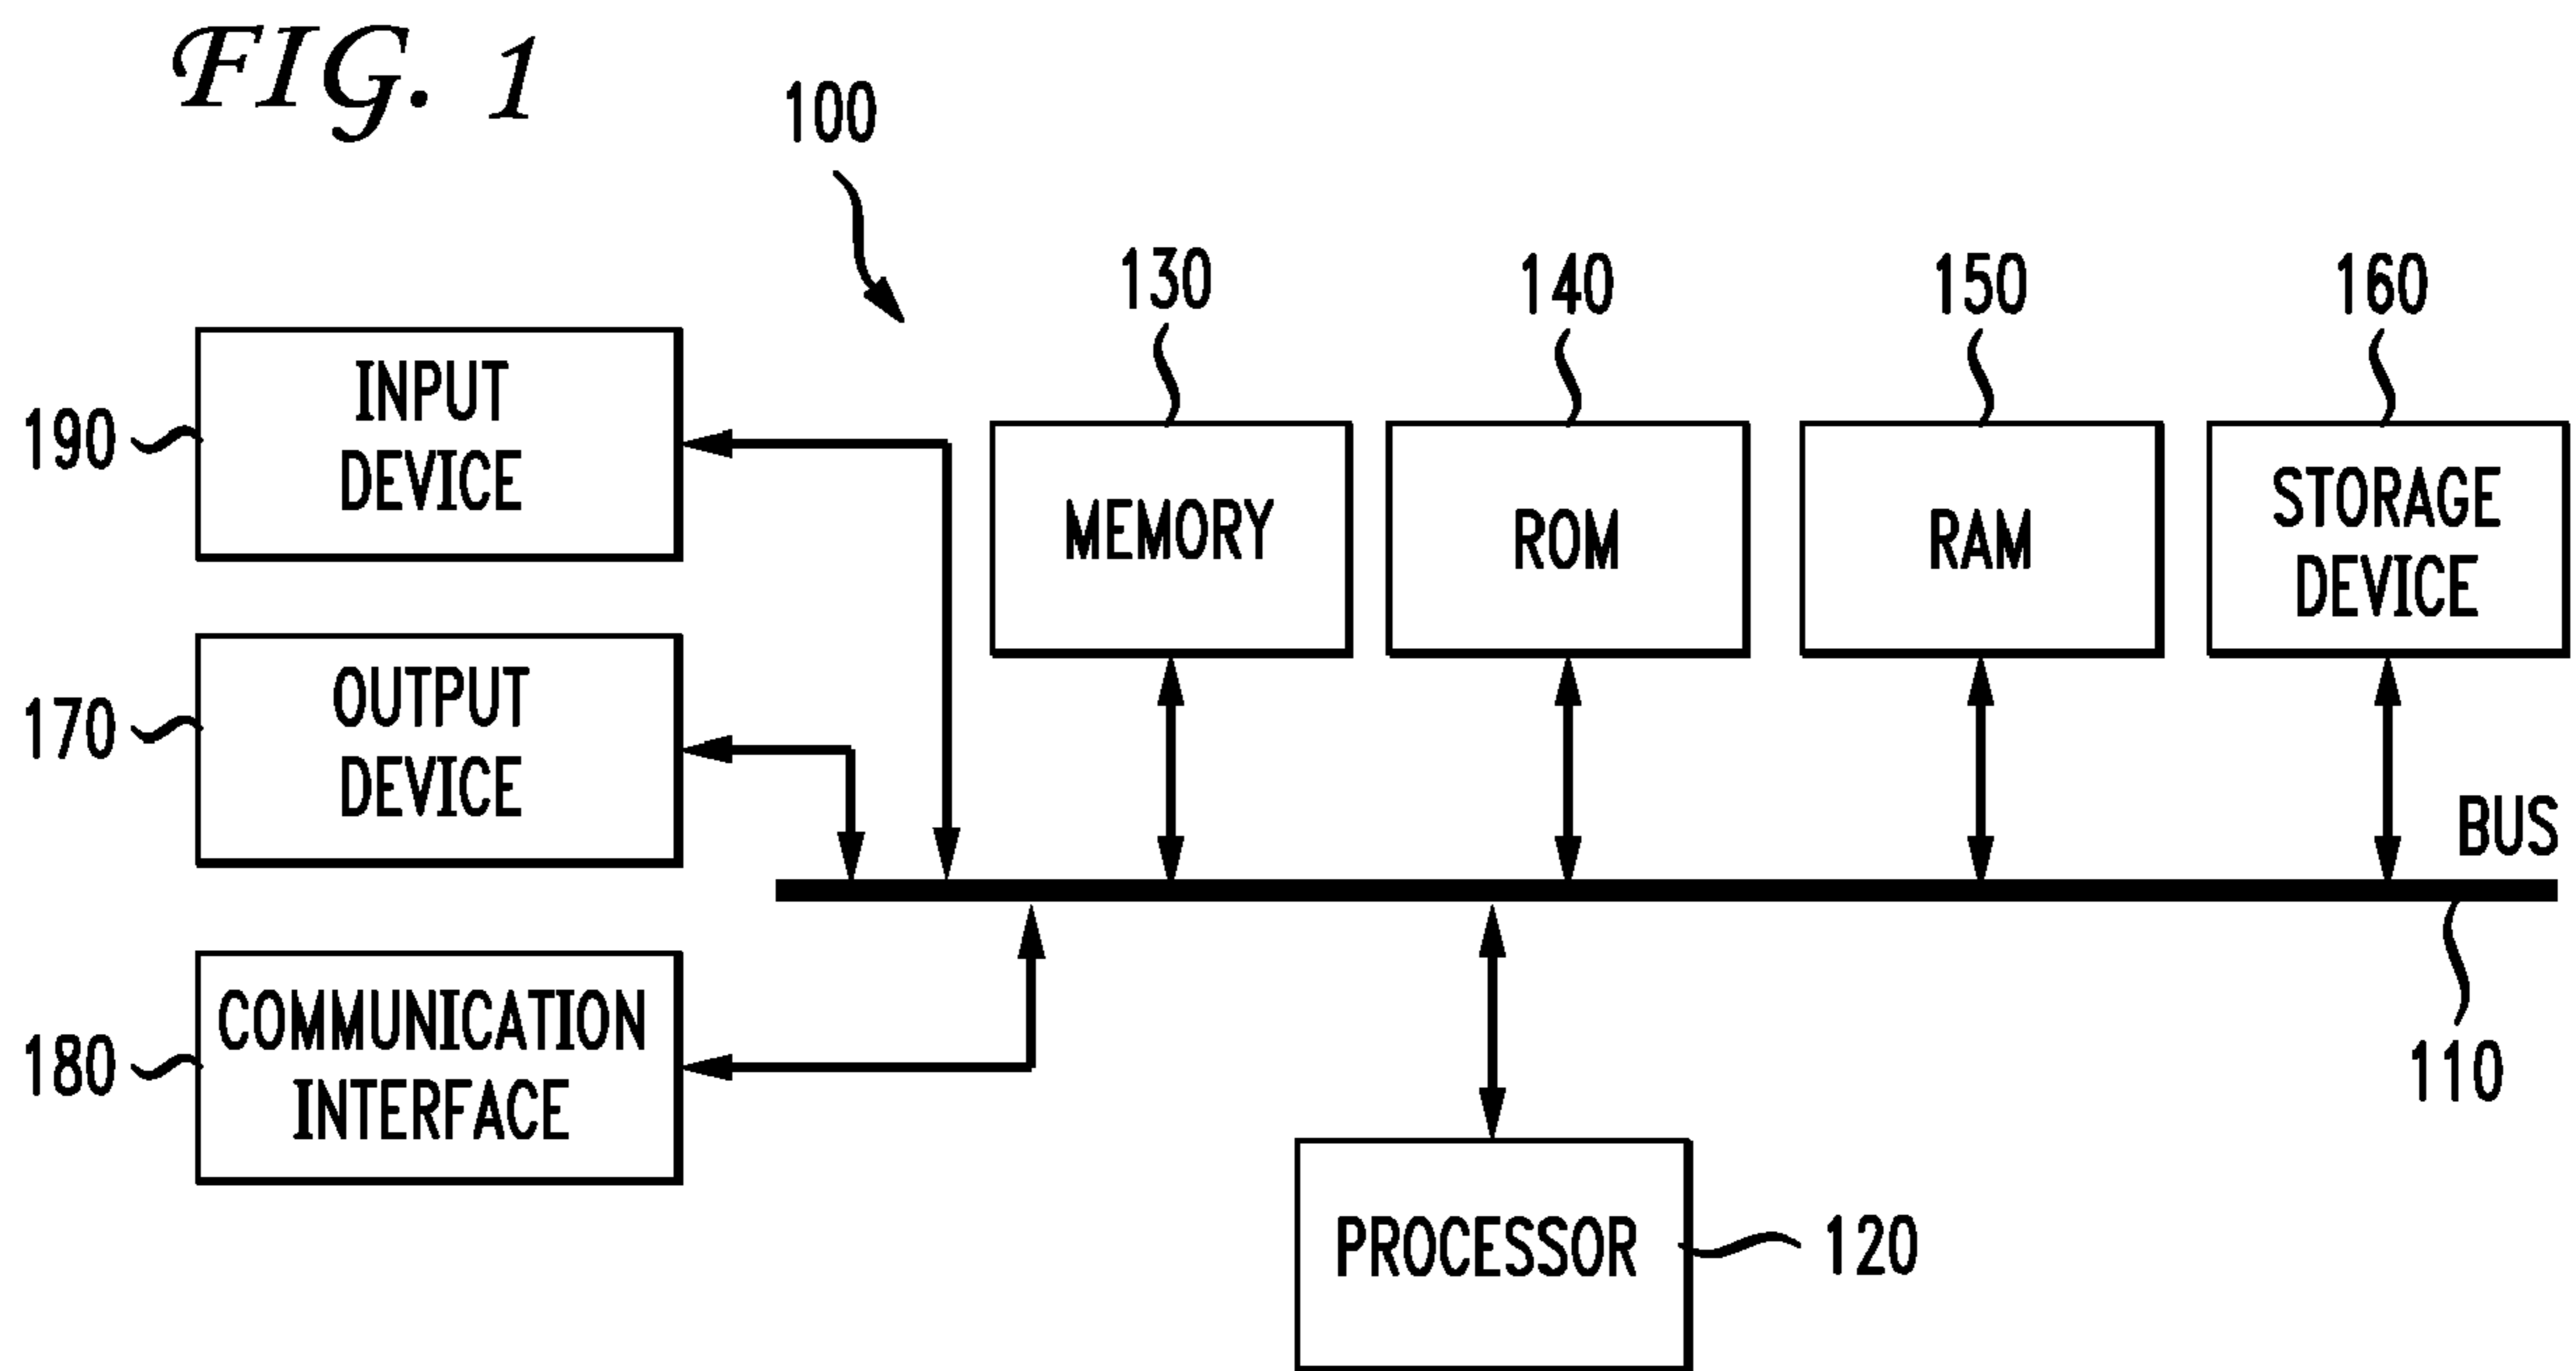 FIG. 1
100
130
140
150
160
190
INPUT
DEVICE
MEMORY
ROM
RAM
STORAGE
DEVICE
170
OUTPUT
DEVICE
BUS
180
COMMUNICATION
INTERFACE
110
PROCESSOR
120